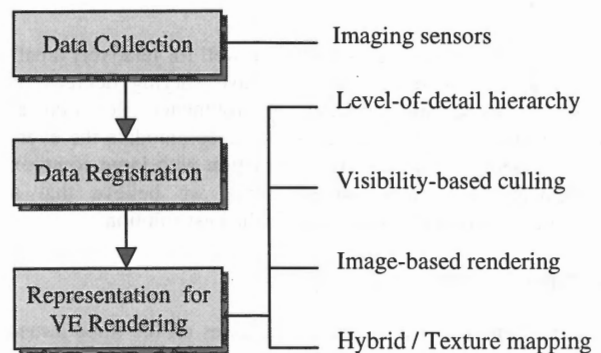 Data Collection
Imaging sensors
Level-of-detail hierarchy
Data Registration
Visibility-based culling
Image-based rendering
Representation for
VE Rendering
Hybrid / Texture mapping